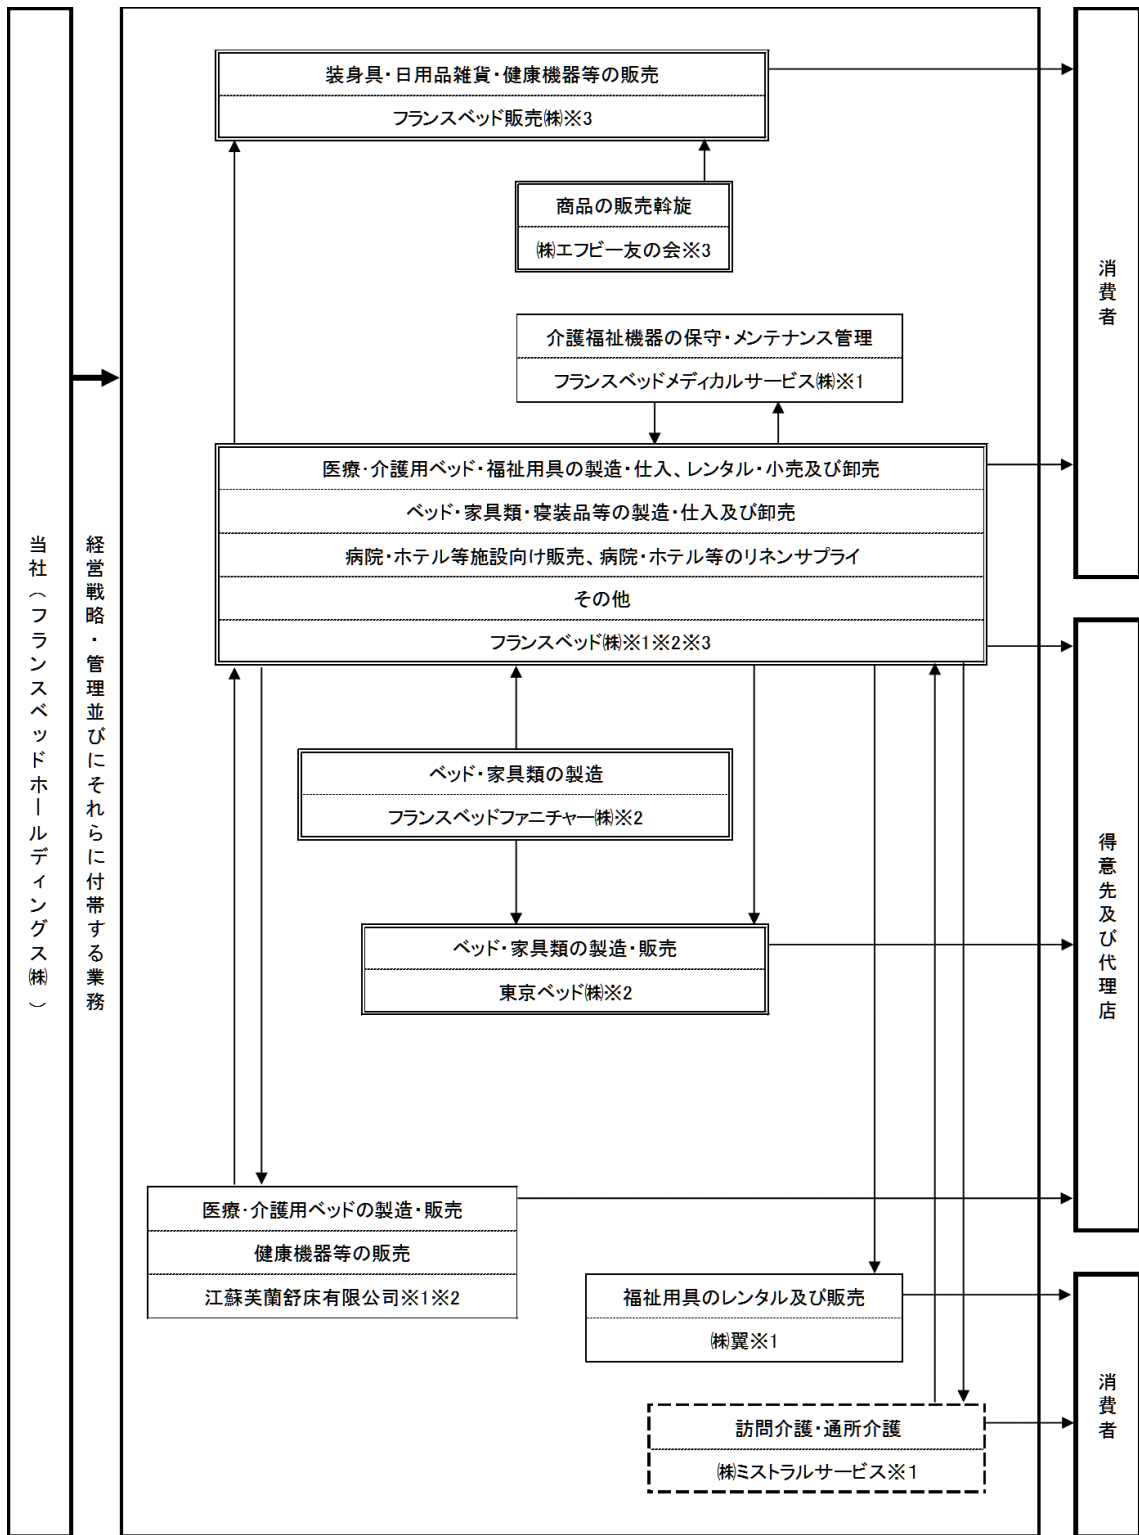 当社（フランスベッドホールディングス㈱）
経営戦略・管理並びにそれらに付帯する業務
装身具・日用品雑貨・健康機器等の販売
フランスベッド販売㈱※3
商品の販売斡旋
㈱エフビー友の会※3
介護福祉機器の保守・メンテナンス管理
フランスベッドメディカルサービス㈱※1
医療・介護用ベッド・福祉用具の製造・仕入、レンタル・小売及び卸売
ベッド・家具類・寝装品等の製造・仕入及び卸売
病院・ホテル等施設向け販売、病院・ホテル等のリネンサプライ
その他
フランスベッド㈱※1※2※3
ベッド・家具類の製造
フランスベッドファニチャー㈱※2
ベッド・家具類の製造・販売
東京ベッド㈱※2
医療・介護用ベッドの製造・販売
健康機器等の販売
江蘇芙蘭舒床有限公司※1※2
福祉用具のレンタル及び販売
㈱翼※1
訪問介護・通所介護
㈱ミストラルサービス※1
消費者
得意先及び代理店
消費者